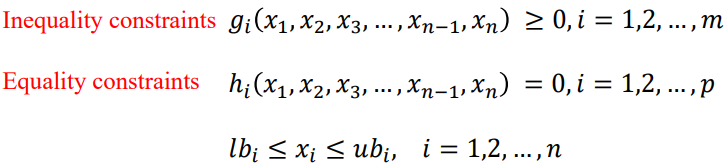 Inequality constraints g_i(x_1, x_2, x_3, …, x_{n−1}, x_n) ≥ 0, i = 1,2, …, m
Equality constraints h_i(x_1, x_2, x_3, …, x_{n−1}, x_n) = 0, i = 1,2, …, p
lb_i ≤ x_i ≤ ub_i, i = 1,2, …, n